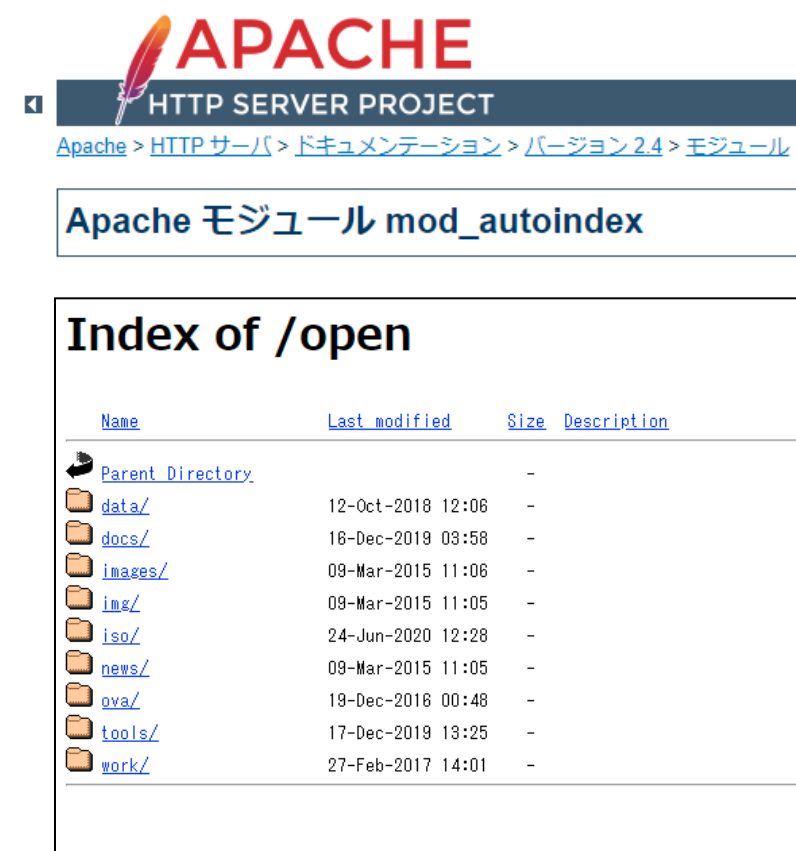 APACHE
HTTP SERVER PROJECT
Apache > HTTP サーバ > ドキュメンテーション > バージョン 2.4 > モジュール
Apache モジュール mod_autoindex
Index of /open
Name Last modified Size Description
Parent Directory -
data/ 12-Oct-2018 12:06 -
docs/ 16-Dec-2019 03:58 -
images/ 09-Mar-2015 11:06 -
img/ 09-Mar-2015 11:05 -
iso/ 24-Jun-2020 12:28 -
news/ 09-Mar-2015 11:05 -
ova/ 19-Dec-2016 00:48 -
tools/ 17-Dec-2019 13:25 -
work/ 27-Feb-2017 14:01 -